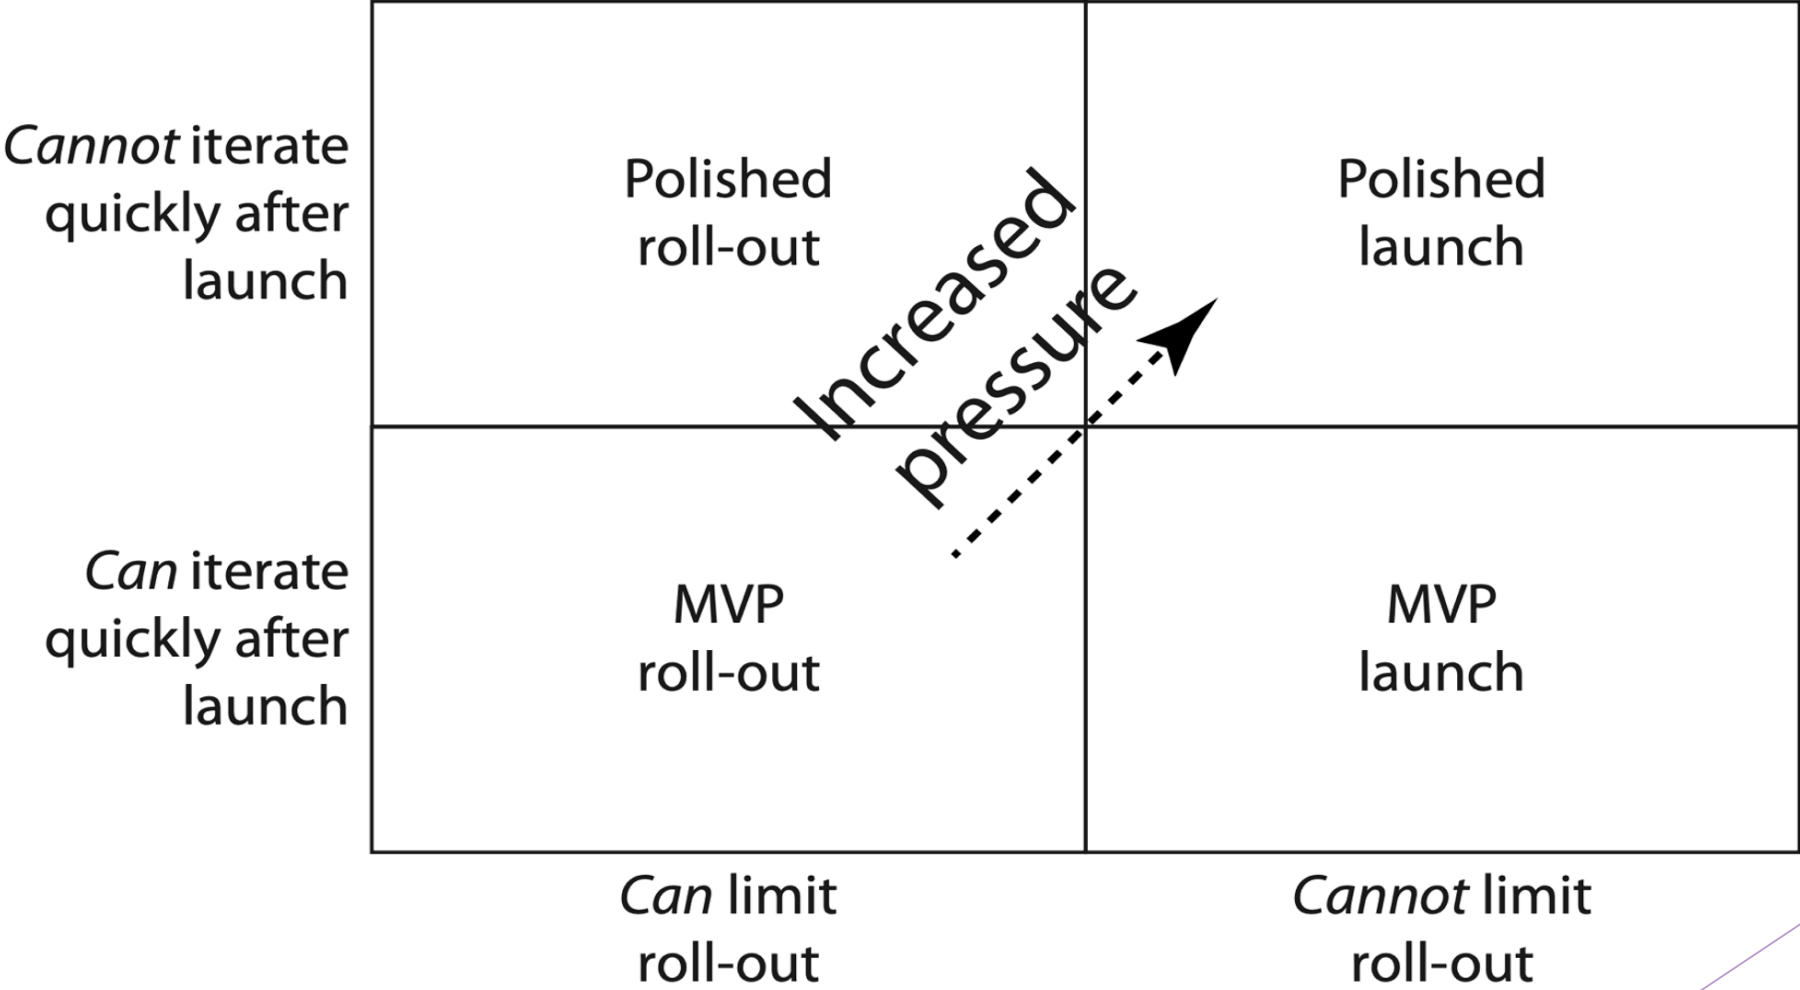 Cannot iterate
quickly after
launch
Polished
roll-out
Increased
pressure
Polished
launch
Can iterate
quickly after
launch
MVP
roll-out
MVP
launch
Can limit
roll-out
Cannot limit
roll-out